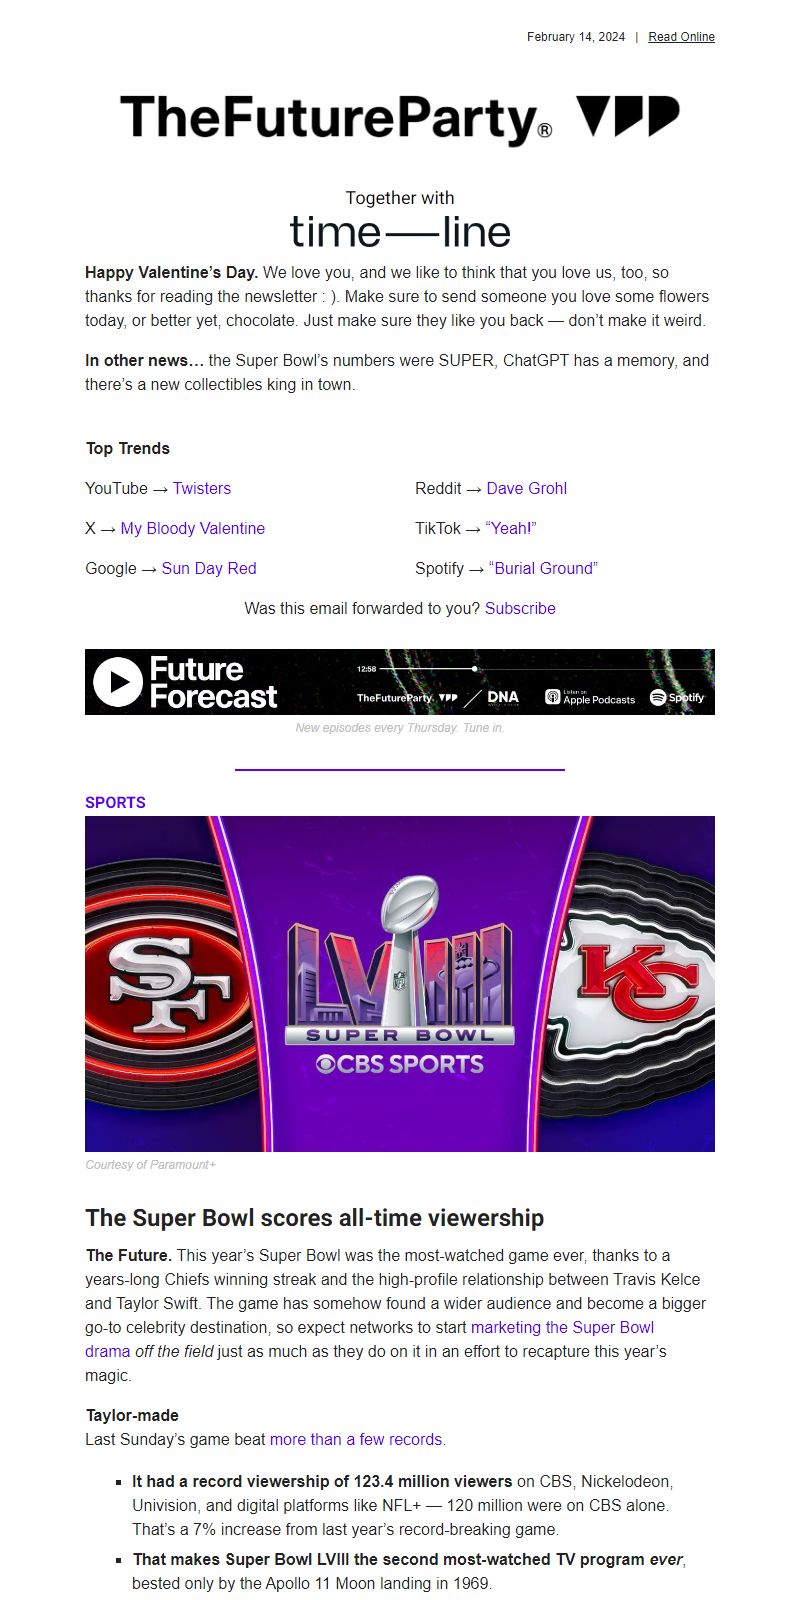 February 14, 2024 | Read Online
TheFutureParty®
Together with
time—line
Happy Valentine’s Day. We love you, and we like to think that you love us, too, so
thanks for reading the newsletter : ). Make sure to send someone you love some flowers
today, or better yet, chocolate. Just make sure they like you back — don’t make it weird.
In other news… the Super Bowl’s numbers were SUPER, ChatGPT has a memory, and
there’s a new collectibles king in town.
Top Trends
YouTube → Twisters
Reddit → Dave Grohl
X → My Bloody Valentine
TikTok → “Yeah!”
Google → Sun Day Red
Spotify → “Burial Ground”
Was this email forwarded to you? Subscribe
Future
Forecast
12:58
TheFutureParty
DNA
Listen on
Apple Podcasts
Spotify
New episodes every Thursday. Tune in.
SPORTS
SF
LVIII
NFL
KC
SUPER BOWL
CBS SPORTS
Courtesy of Paramount+
The Super Bowl scores all-time viewership
The Future. This year’s Super Bowl was the most-watched game ever, thanks to a
years-long Chiefs winning streak and the high-profile relationship between Travis Kelce
and Taylor Swift. The game has somehow found a wider audience and become a bigger
go-to celebrity destination, so expect networks to start marketing the Super Bowl
drama off the field just as much as they do on it in an effort to recapture this year’s
magic.
Taylor-made
Last Sunday’s game beat more than a few records.
▪ It had a record viewership of 123.4 million viewers on CBS, Nickelodeon,
Univision, and digital platforms like NFL+ — 120 million were on CBS alone.
That’s a 7% increase from last year’s record-breaking game.
▪ That makes Super Bowl LVIII the second most-watched TV program ever,
bested only by the Apollo 11 Moon landing in 1969.